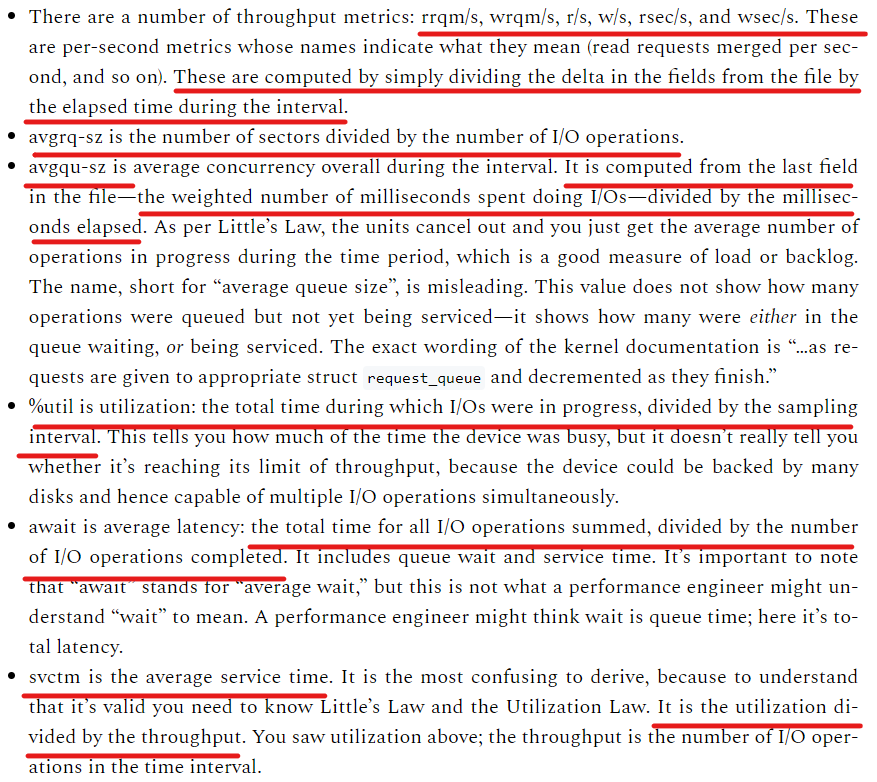 • There are a number of throughput metrics: rrqm/s, wrqm/s, r/s, w/s, rsec/s, and wsec/s. These
are per-second metrics whose names indicate what they mean (read requests merged per sec-
ond, and so on). These are computed by simply dividing the delta in the fields from the file by
the elapsed time during the interval.
• avgrq-sz is the number of sectors divided by the number of I/O operations.
• avgqu-sz is average concurrency overall during the interval. It is computed from the last field
in the file—the weighted number of milliseconds spent doing I/Os—divided by the millisec-
onds elapsed. As per Little’s Law, the units cancel out and you just get the average number of
operations in progress during the time period, which is a good measure of load or backlog.
The name, short for “average queue size”, is misleading. This value does not show how many
operations were queued but not yet being serviced—it shows how many were either in the
queue waiting, or being serviced. The exact wording of the kernel documentation is “…as re-
quests are given to appropriate struct request_queue and decremented as they finish.”
• %util is utilization: the total time during which I/Os were in progress, divided by the sampling
interval. This tells you how much of the time the device was busy, but it doesn’t really tell you
whether it’s reaching its limit of throughput, because the device could be backed by many
disks and hence capable of multiple I/O operations simultaneously.
• await is average latency: the total time for all I/O operations summed, divided by the number
of I/O operations completed. It includes queue wait and service time. It’s important to note
that “await” stands for “average wait,” but this is not what a performance engineer might un-
derstand “wait” to mean. A performance engineer might think wait is queue time; here it’s to-
tal latency.
• svctm is the average service time. It is the most confusing to derive, because to understand
that it’s valid you need to know Little’s Law and the Utilization Law. It is the utilization di-
vided by the throughput. You saw utilization above; the throughput is the number of I/O oper-
ations in the time interval.